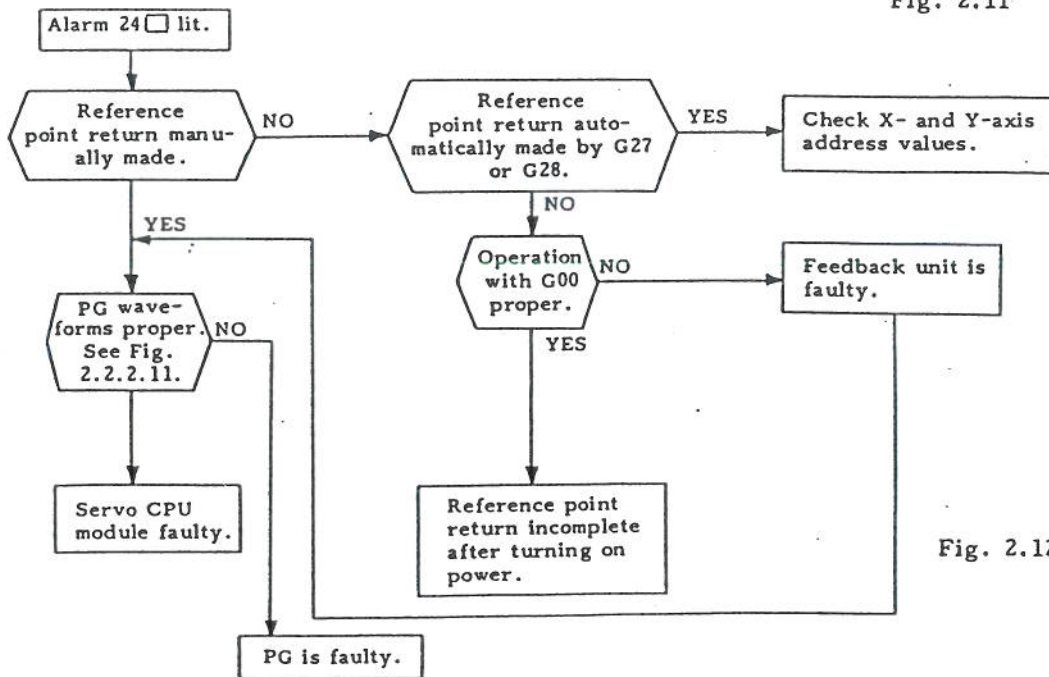 Fig. 2.11
Alarm 24□ lit.
Reference
point return manu-
ally made.
NO
Reference
point return auto-
matically made by G27
or G28.
YES
Check X- and Y-axis
address values.
YES
NO
PG wave-
forms proper.
See Fig.
2.2.2.11.
NO
Operation
with G00
proper.
NO
Feedback unit is
faulty.
YES
Servo CPU
module faulty.
Reference point
return incomplete
after turning on
power.
Fig. 2.12
PG is faulty.